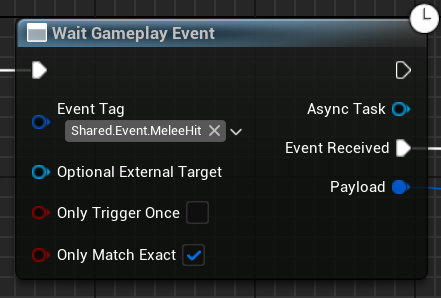 Wait Gameplay Event
Event Tag
Shared.Event.MeleeHit
Async Task
Event Received
Optional External Target
Payload
Only Trigger Once
Only Match Exact